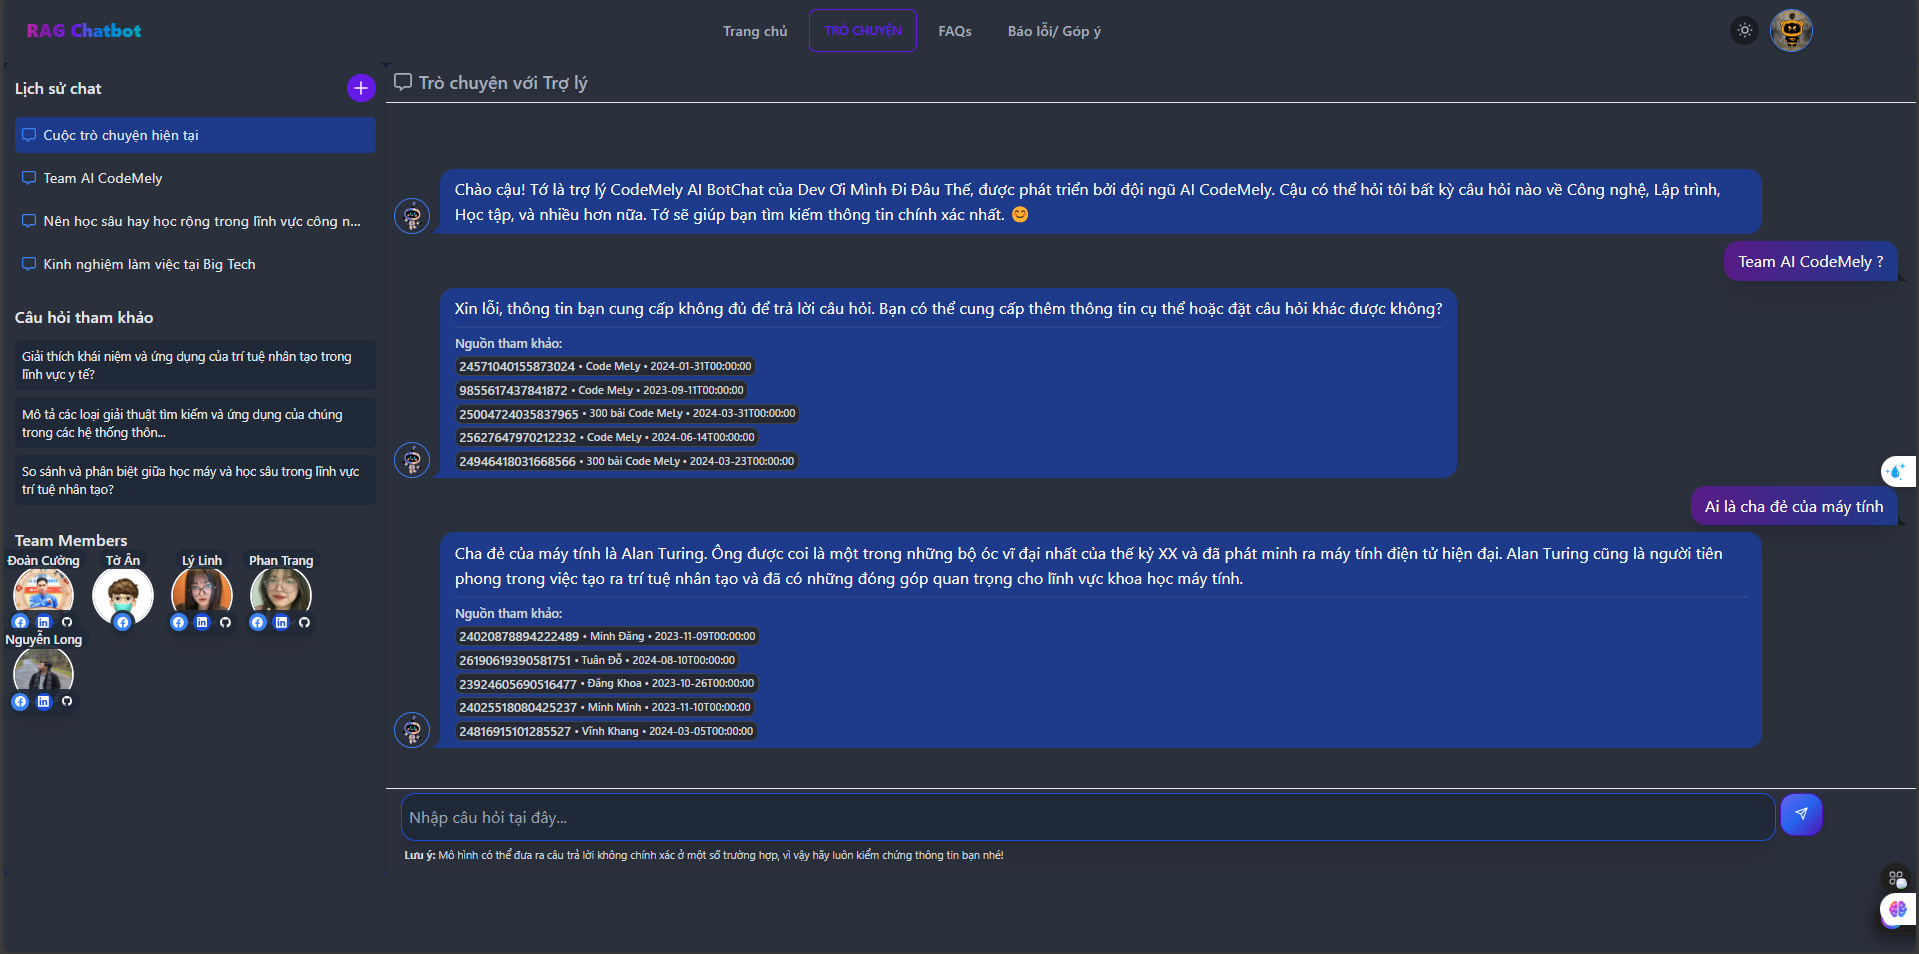 RAG Chatbot
Trang chủ
TRÒ CHUYỆN
FAQs
Báo lỗi/ Góp ý
Lịch sử chat
Cuộc trò chuyện hiện tại
Team AI CodeMely
Nên học sâu hay học rộng trong lĩnh vực công n...
Kinh nghiệm làm việc tại Big Tech
Câu hỏi tham khảo
Giải thích khái niệm và ứng dụng của trí tuệ nhân tạo trong
lĩnh vực y tế?
Mô tả các loại giải thuật tìm kiếm và ứng dụng của chúng
trong các hệ thống thôn...
So sánh và phân biệt giữa học máy và học sâu trong lĩnh vực
trí tuệ nhân tạo?
Team Members
Đoàn Cường
Tờ Ân
Lý Linh
Phan Trang
Nguyễn Long
Trò chuyện với Trợ lý
Chào cậu! Tớ là trợ lý CodeMely AI BotChat của Dev Ơi Mình Đi Đâu Thế, được phát triển bởi đội ngũ AI CodeMely. Cậu có thể hỏi tôi bất kỳ câu hỏi nào về Công nghệ, Lập trình,
Học tập, và nhiều hơn nữa. Tớ sẽ giúp bạn tìm kiếm thông tin chính xác nhất. 😊
Team AI CodeMely ?
Xin lỗi, thông tin bạn cung cấp không đủ để trả lời câu hỏi. Bạn có thể cung cấp thêm thông tin cụ thể hoặc đặt câu hỏi khác được không?
Nguồn tham khảo:
24571040155873024 • Code MeLy • 2024-01-31T00:00:00
9855617437841872 • Code MeLy • 2023-09-11T00:00:00
25004724035837965 • 300 bài Code MeLy • 2024-03-31T00:00:00
25627647970212232 • Code MeLy • 2024-06-14T00:00:00
24946418031668566 • 300 bài Code MeLy • 2024-03-23T00:00:00
Ai là cha đẻ của máy tính
Cha đẻ của máy tính là Alan Turing. Ông được coi là một trong những bộ óc vĩ đại nhất của thế kỷ XX và đã phát minh ra máy tính điện tử hiện đại. Alan Turing cũng là người tiên
phong trong việc tạo ra trí tuệ nhân tạo và đã có những đóng góp quan trọng cho lĩnh vực khoa học máy tính.
Nguồn tham khảo:
24020878894222489 • Minh Đăng • 2023-11-09T00:00:00
26190619390581751 • Tuân Đỗ • 2024-08-10T00:00:00
23924605690516477 • Đăng Khoa • 2023-10-26T00:00:00
24025518080425237 • Minh Minh • 2023-11-10T00:00:00
24816915101285527 • Vĩnh Khang • 2024-03-05T00:00:00
Nhập câu hỏi tại đây...
Lưu ý: Mô hình có thể đưa ra câu trả lời không chính xác ở một số trường hợp, vì vậy hãy luôn kiểm chứng thông tin bạn nhé!